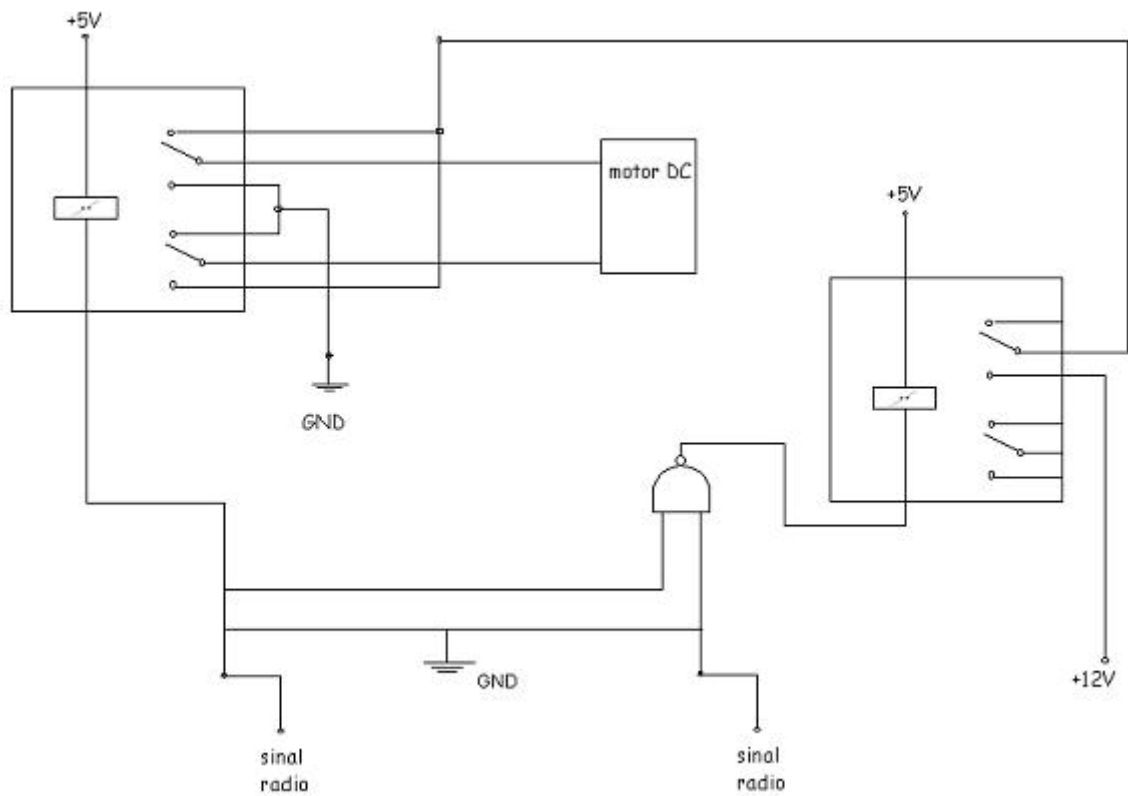 +5V
motor DC
+5V
GND
GND
+12V
sinal
radio
sinal
radio